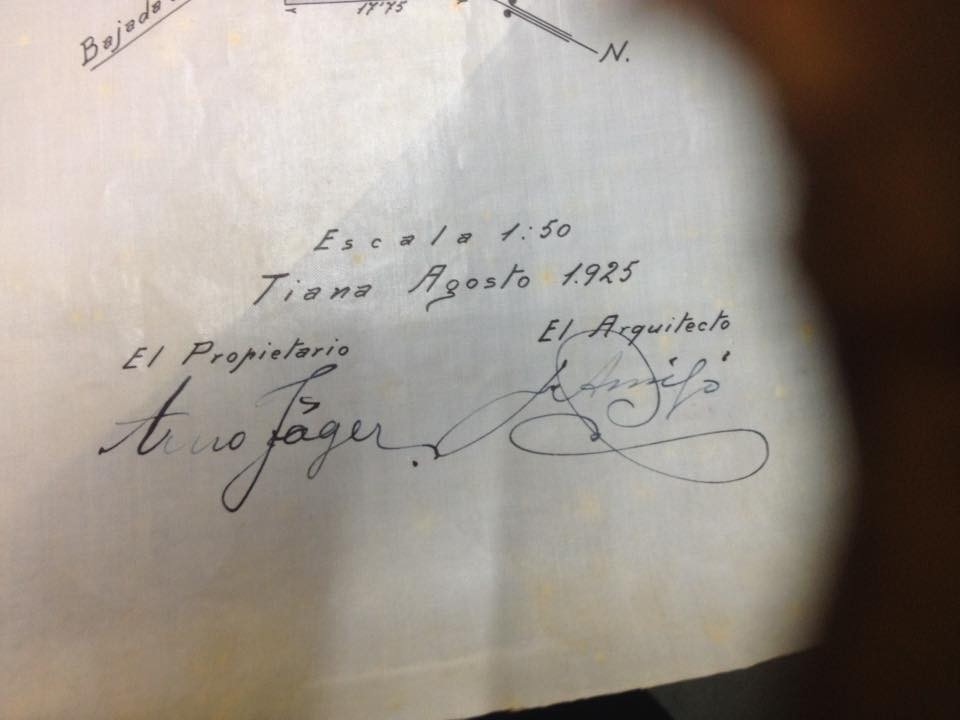 Bajada
17'75
N.
Escala 1:50
Tiana Agosto 1.925
El Propietario
El Arquitecto
Arno Jäger